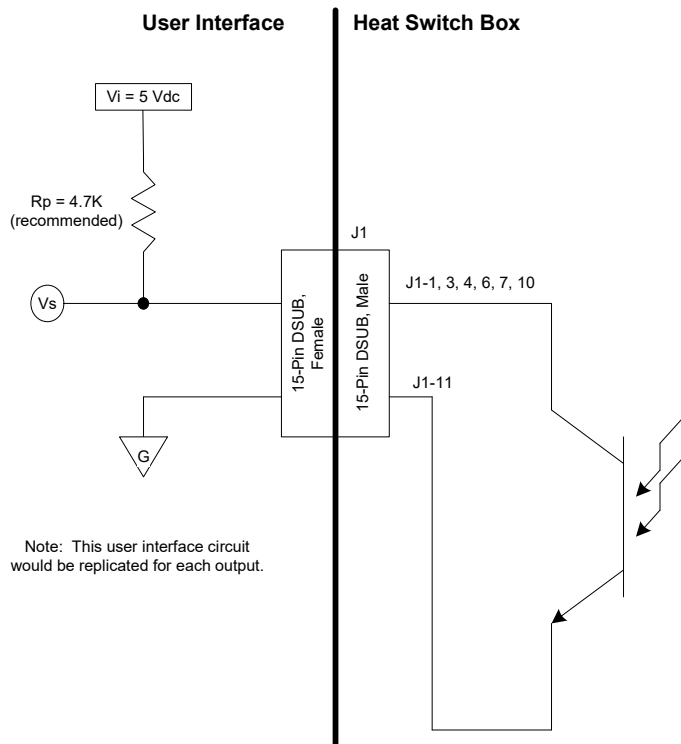 User Interface
Heat Switch Box
Vi = 5 Vdc
Rp = 4.7K
(recommended)
J1
Vs
15-Pin DSUB,
Female
15-Pin DSUB, Male
J1-1, 3, 4, 6, 7, 10
J1-11
G
Note: This user interface circuit
would be replicated for each output.